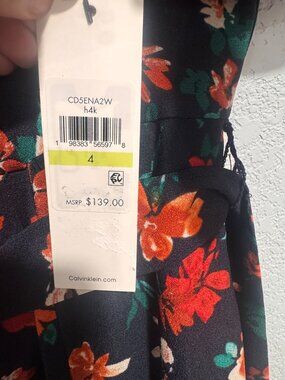 CD5ENA2W
h4k
1 98383 56597 8
4
MSRP $139.00
Calvinklein.com